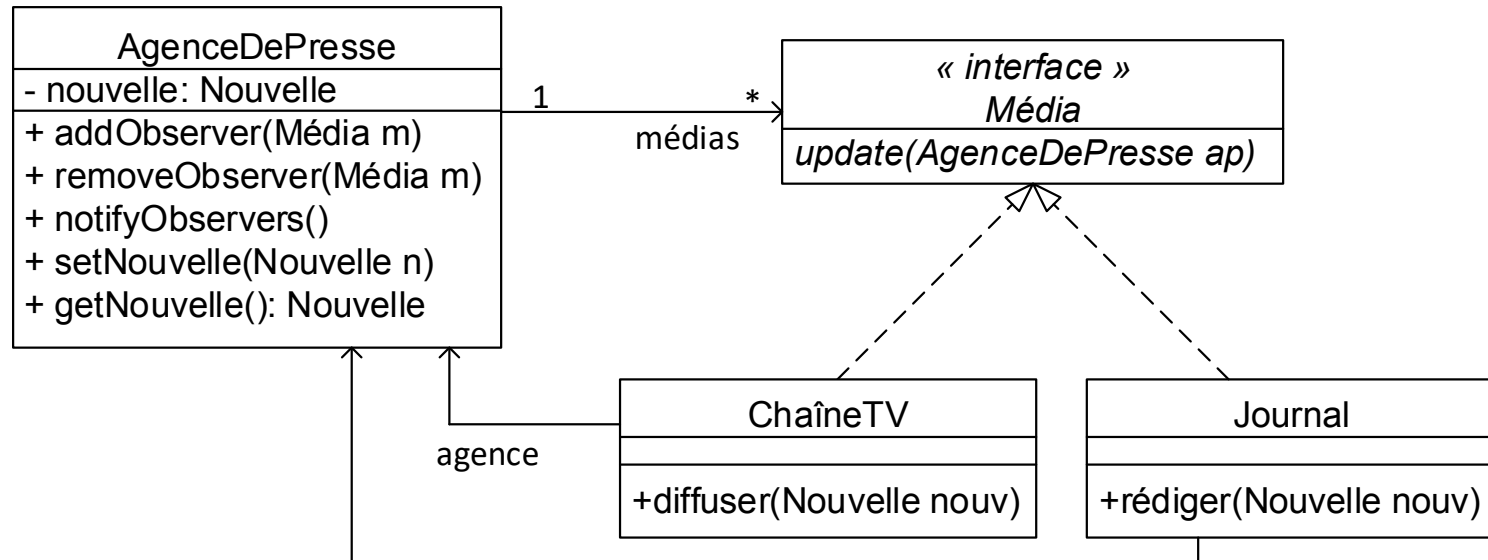 AgenceDePresse
- nouvelle: Nouvelle
+ addObserver(Média m)
+ removeObserver(Média m)
+ notifyObservers()
+ setNouvelle(Nouvelle n)
+ getNouvelle(): Nouvelle
1
*
médias
« interface »
Média
update(AgenceDePresse ap)
agence
ChaîneTV
+diffuser(Nouvelle nouv)
Journal
+rédiger(Nouvelle nouv)